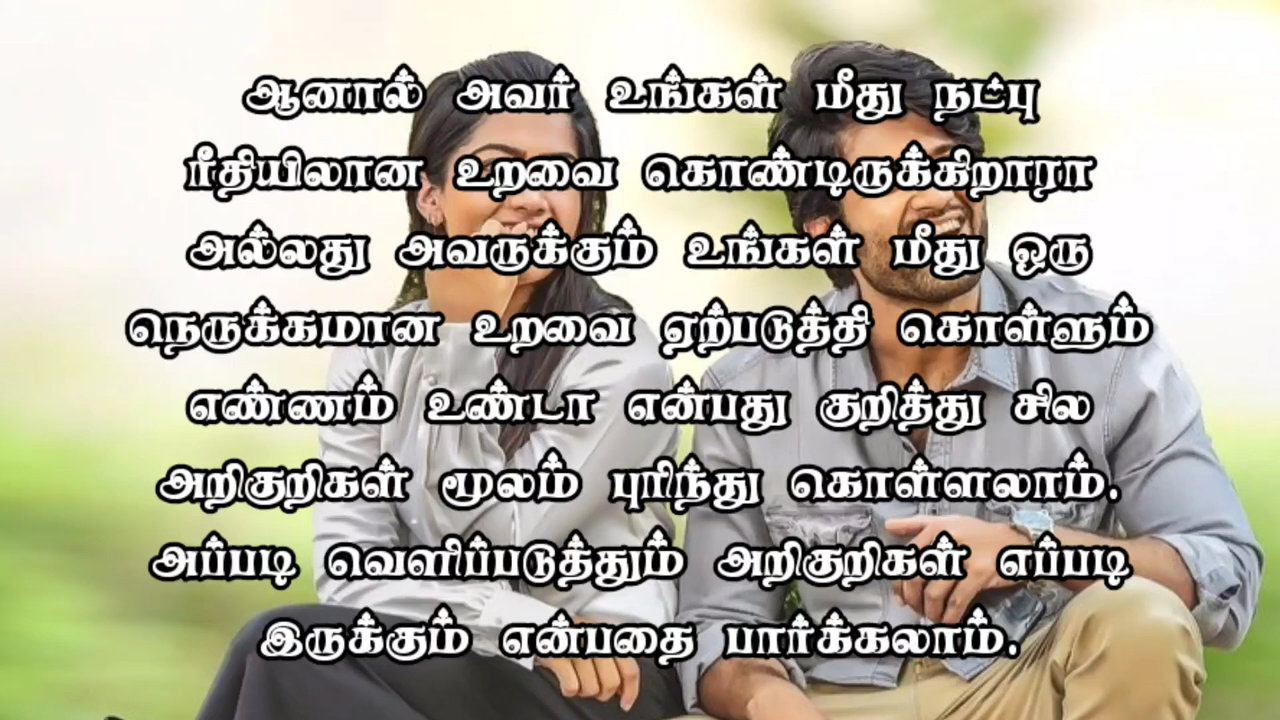 ஆனால் அவர் உங்கள் மீது நட்பு
ரீதியிலான உறவை கொண்டிருக்கிறாரா
அல்லது அவருக்கும் உங்கள் மீது ஒரு
நெருக்கமான உறவை ஏற்படுத்தி கொள்ளும்
எண்ணம் உண்டா என்பது குறித்து சில
அறிகுறிகள் மூலம் புரிந்து கொள்ளலாம்.
அப்படி வெளிப்படுத்தும் அறிகுறிகள் எப்படி
இருக்கும் என்பதை பார்க்கலாம்.